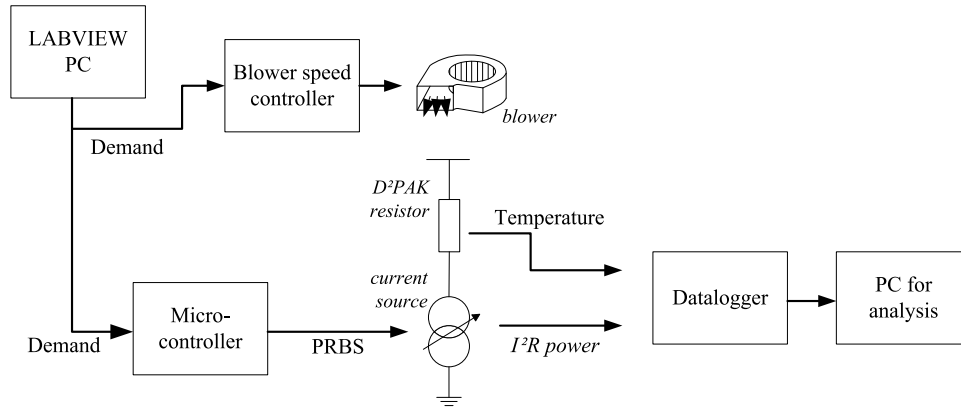 LABVIEW
PC
Blower speed
controller
blower
Demand
D²PAK
resistor
Temperature
current
source
Datalogger
PC for
analysis
Micro-
controller
Demand
PRBS
I²R power